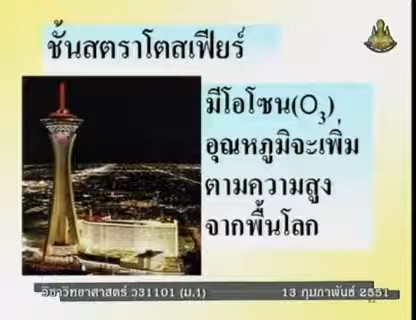 ชั้นสตราโตสเฟียร์
มีโอโซน(O₃)
อุณหภูมิจะเพิ่ม
ตามความสูง
จากพื้นโลก
วิชาวิทยาศาสตร์ ว31101 (ม.1)
13 กุมภาพันธ์ 2551